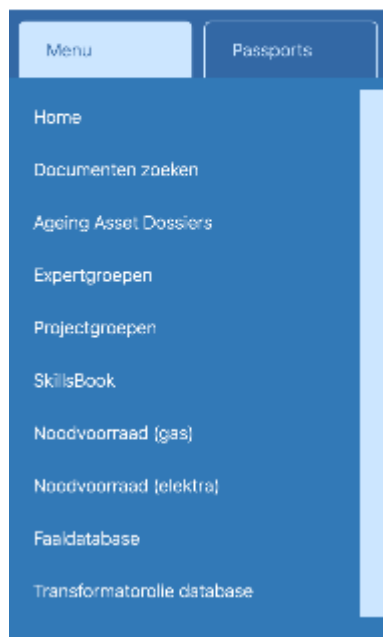 Menu
Passports
Home
Documenten zoeken
Ageing Asset Dossiers
Expertgroepen
Projectgroepen
SkillsBook
Noodvoorraad (gas)
Noodvoorraad (elektra)
Faaldatabase
Transformatorolie database